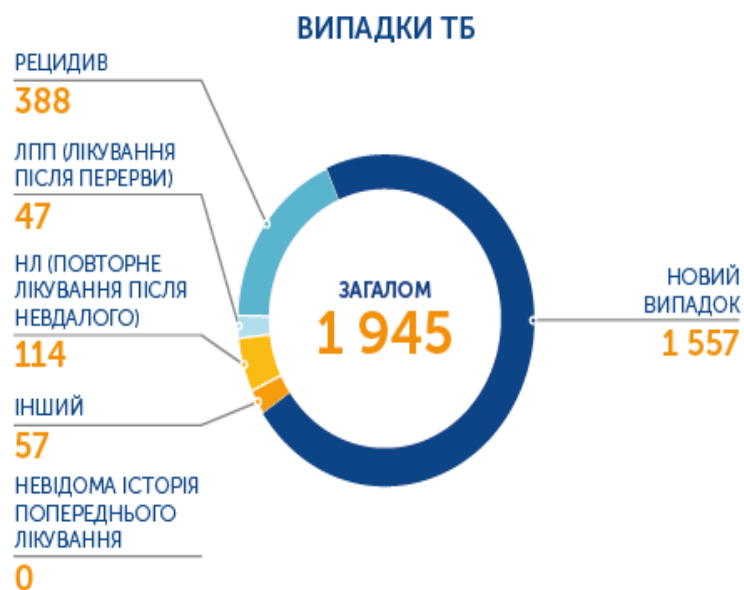 ВИПАДКИ ТБ
РЕЦИДИВ
388
ЛПП (ЛІКУВАННЯ
ПІСЛЯ ПЕРЕРВИ)
47
НЛ (ПОВТОРНЕ
ЛІКУВАННЯ ПІСЛЯ
НЕВДАЛОГО)
114
ІНШИЙ
57
НЕВІДОМА ІСТОРІЯ
ПОПЕРЕДНЬОГО
ЛІКУВАННЯ
0
ЗАГАЛОМ
1 945
НОВИЙ
ВИПАДОК
1 557